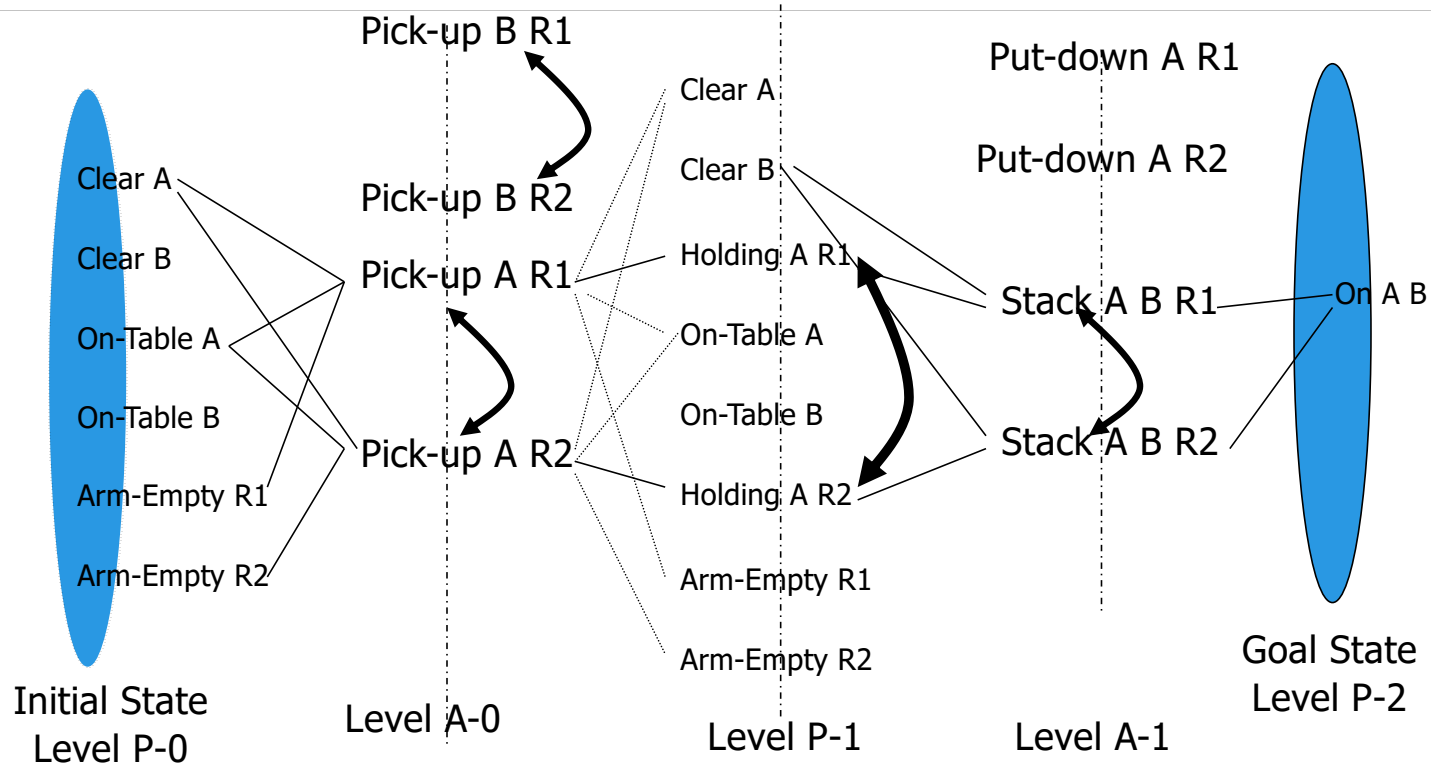 Clear A
Clear B
On-Table A
On-Table B
Arm-Empty R1
Arm-Empty R2
Initial State
Level P-0
Pick-up B R1
Pick-up B R2
Pick-up A R1
Pick-up A R2
Level A-0
Clear A
Clear B
Holding A R1
On-Table A
On-Table B
Holding A R2
Arm-Empty R1
Arm-Empty R2
Level P-1
Put-down A R1
Put-down A R2
Stack A B R1
Stack A B R2
Level A-1
On A B
Goal State
Level P-2